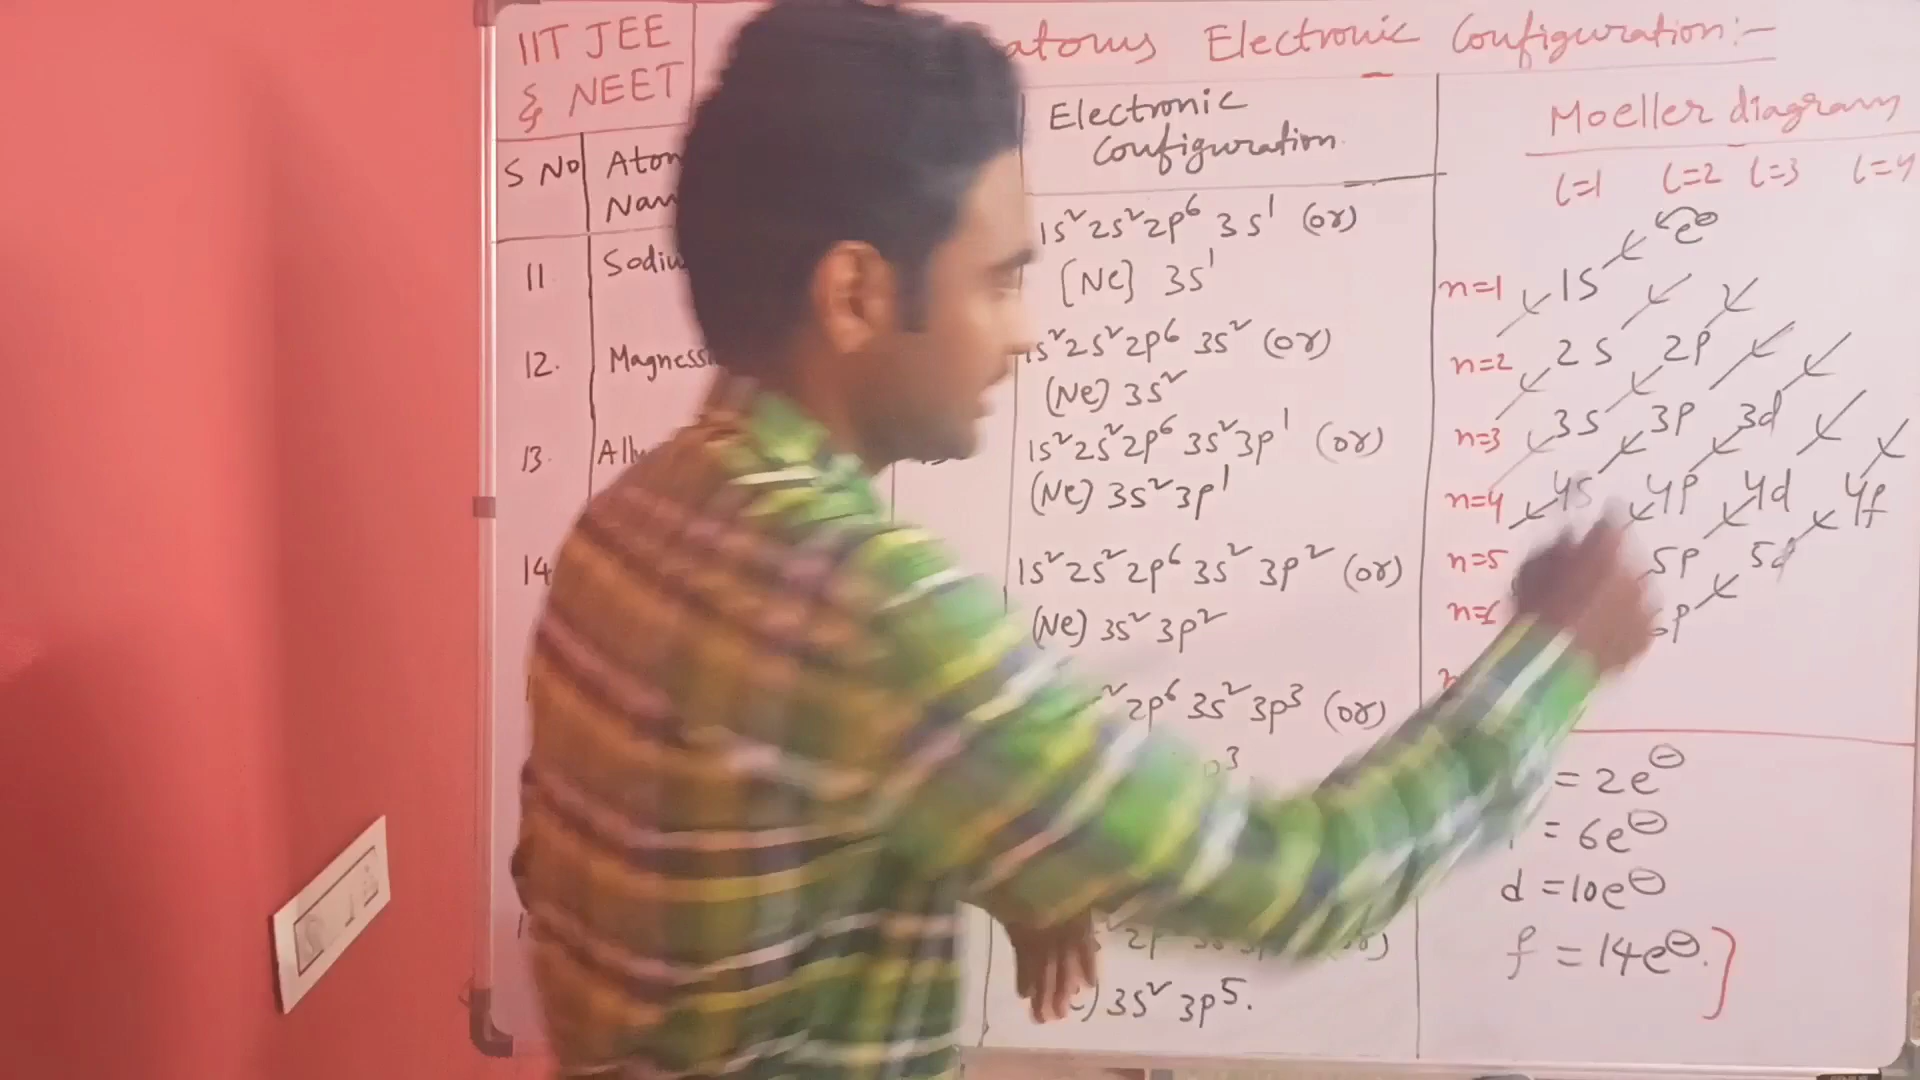 IIT JEE
& NEET
atoms Electronic Configuration:-
S NO
Electronic
Configuration
11
1s² 2s² 2p⁶ 3s¹ (or)
[Ne] 3s¹
12.
1s² 2s² 2p⁶ 3s² (or)
(Ne) 3s²
13.
1s² 2s² 2p⁶ 3s² 3p¹ (or)
(Ne) 3s² 3p¹
14
1s² 2s² 2p⁶ 3s² 3p² (or)
(Ne) 3s² 3p²
2p⁶ 3s² 3p³ (or)
3s² 3p⁵.
Moeller diagram
l=1 l=2 l=3 l=4
e⊖
n=1 1s
n=2 2s 2p
n=3 3s 3p 3d
n=4 4s 4p 4d 4f
n=5 5p 5d
= 2e⊖
= 6e⊖
d = 10e⊖
f = 14e⊖.